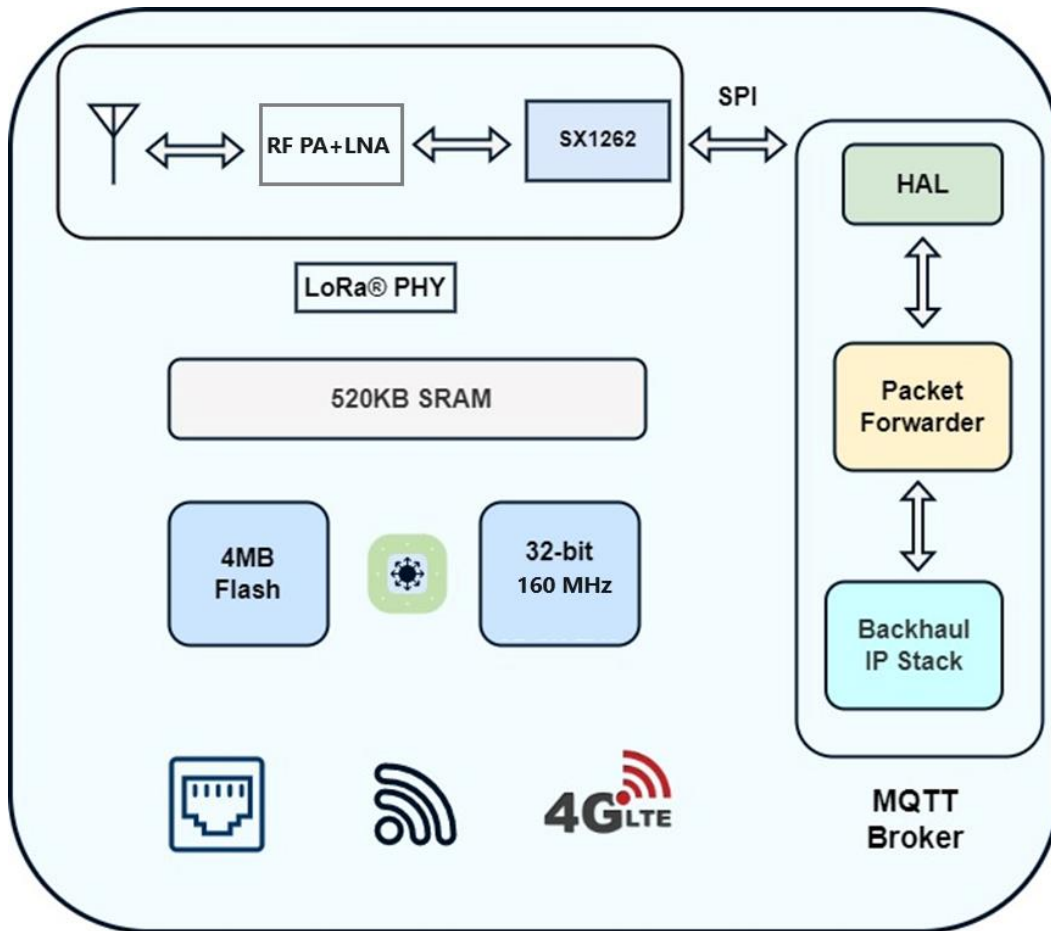 SPI
RF PA+LNA
SX1262
HAL
LoRa® PHY
520KB SRAM
Packet
Forwarder
4MB
Flash
32-bit
160 MHz
Backhaul
IP Stack
4G LTE
MQTT
Broker